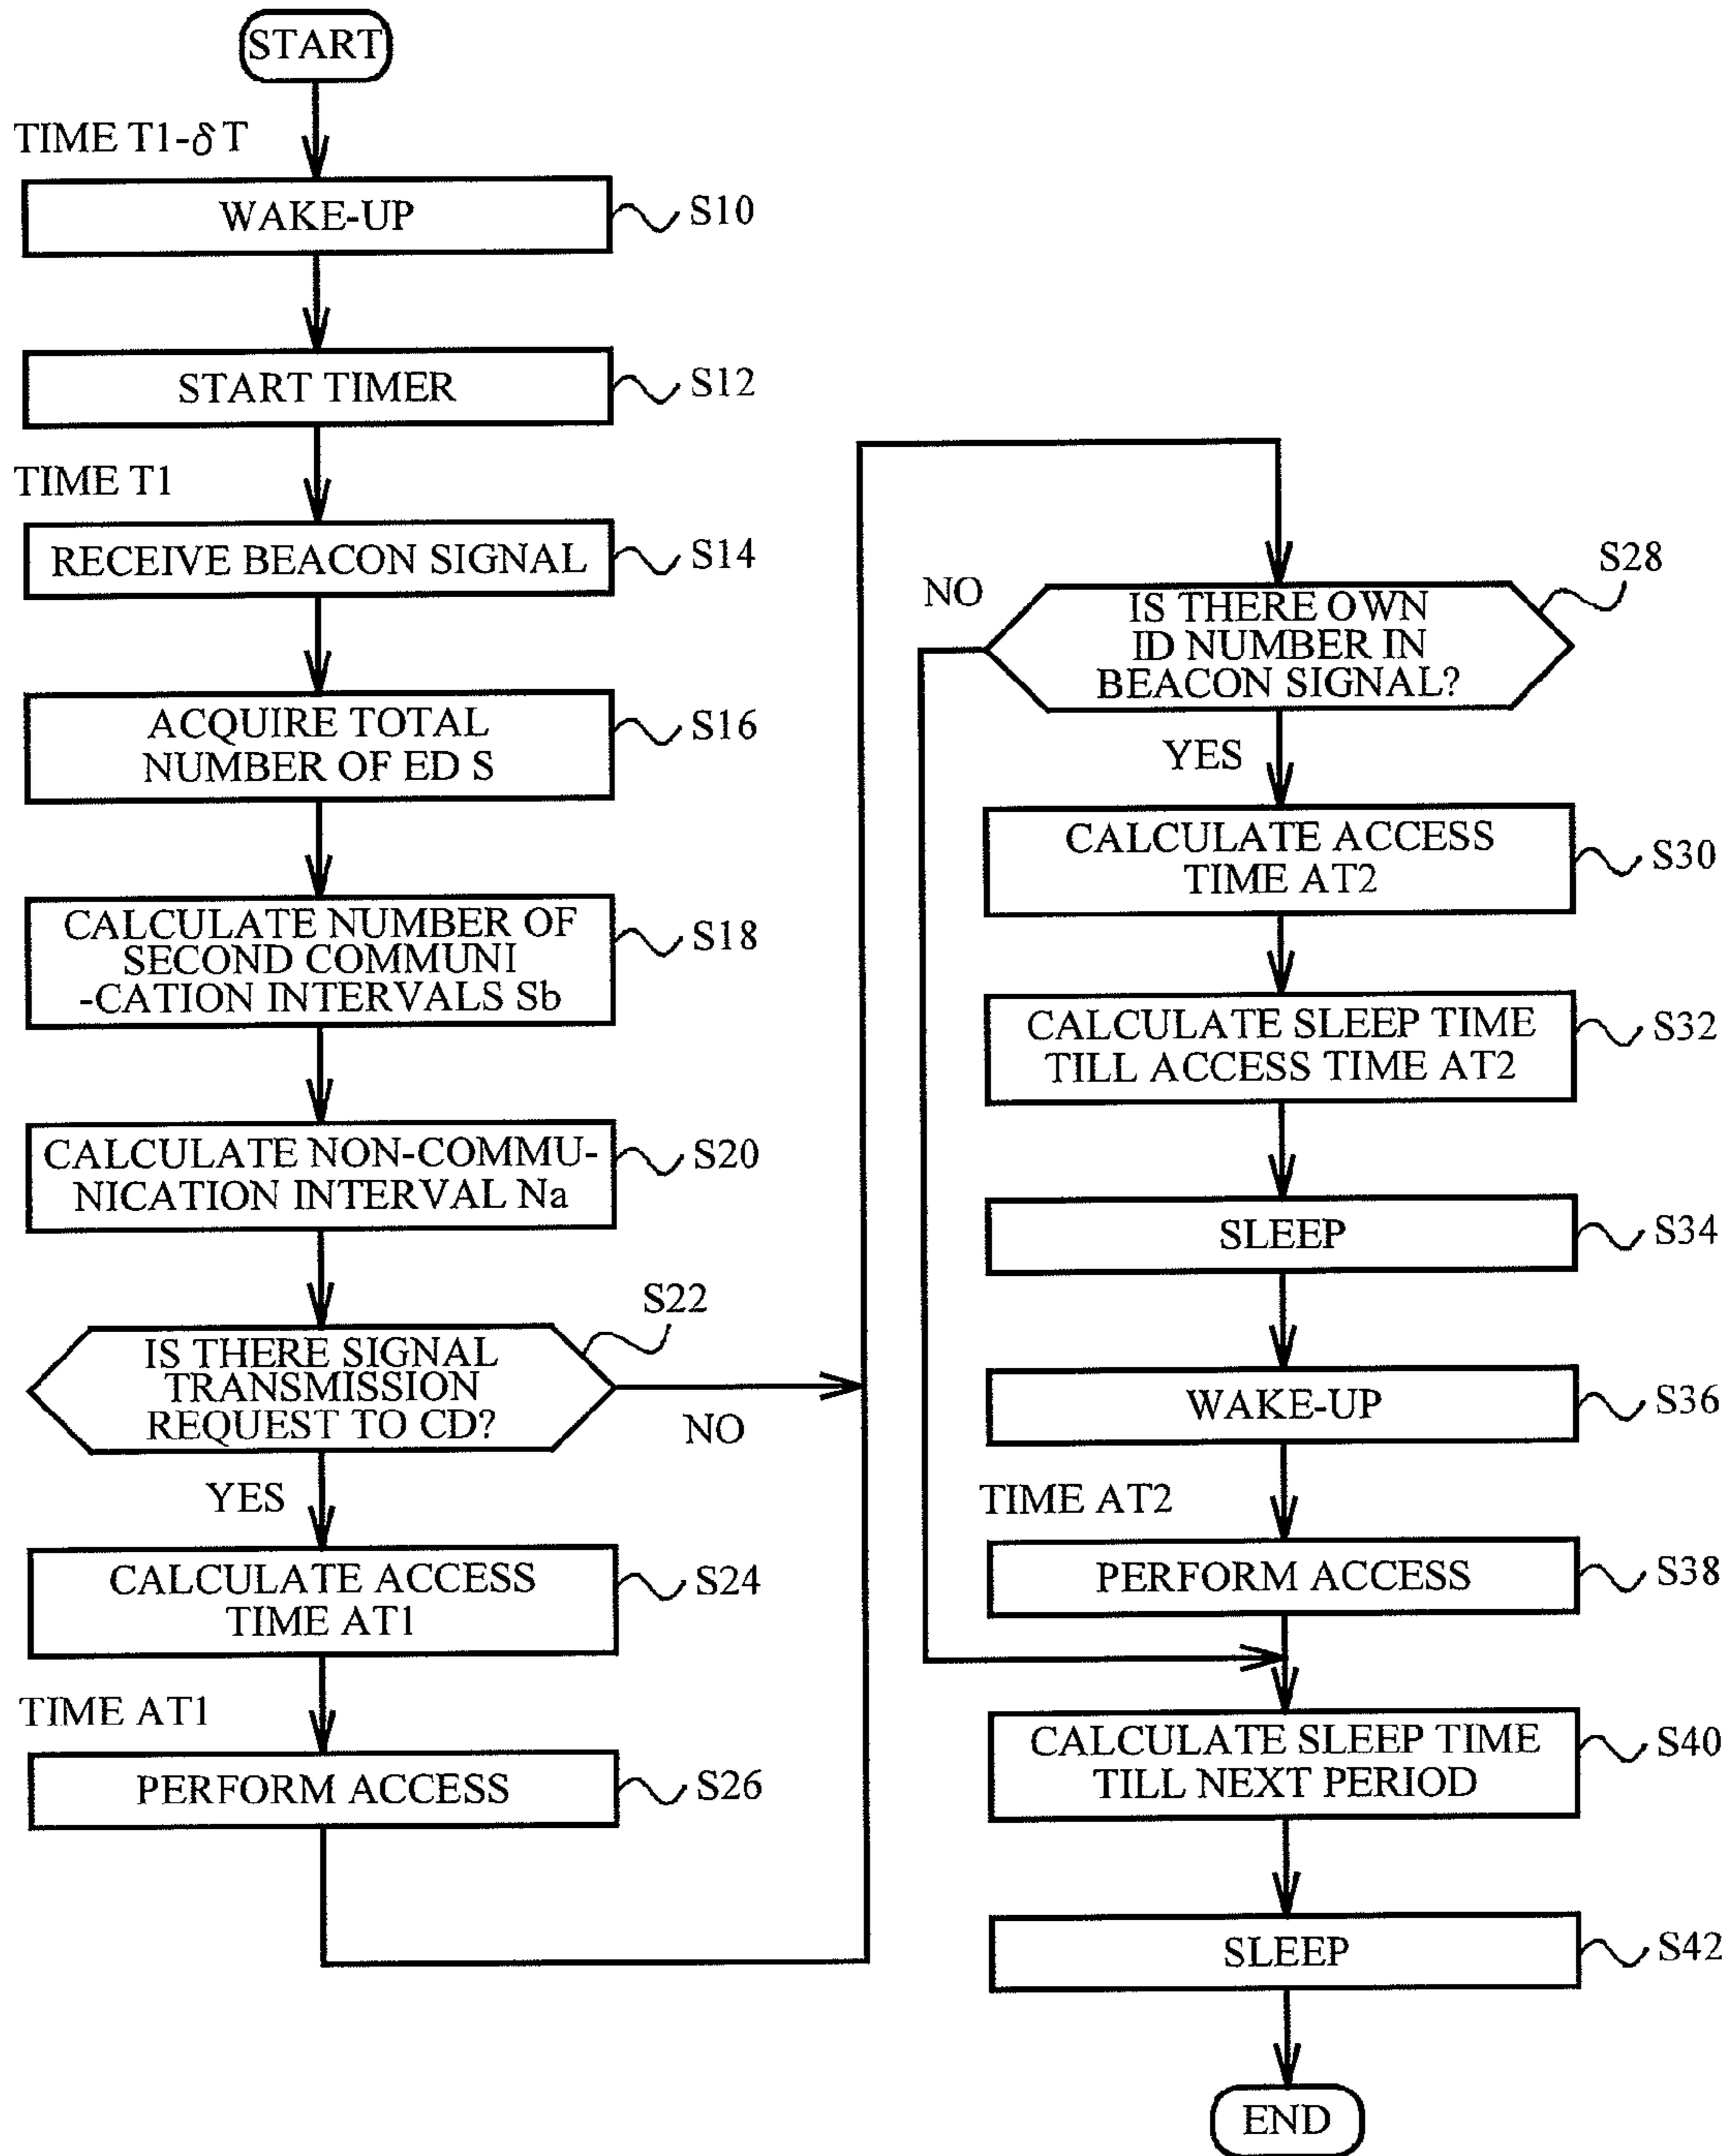 START
TIME T1-δT
WAKE-UP
S10
START TIMER
S12
TIME T1
RECEIVE BEACON SIGNAL
S14
ACQUIRE TOTAL
NUMBER OF ED S
S16
CALCULATE NUMBER OF
SECOND COMMUNI
-CATION INTERVALS Sb
S18
CALCULATE NON-COMMU-
NICATION INTERVAL Na
S20
S22
IS THERE SIGNAL
TRANSMISSION
REQUEST TO CD?
NO
YES
CALCULATE ACCESS
TIME AT1
S24
TIME AT1
PERFORM ACCESS
S26
S28
NO
IS THERE OWN
ID NUMBER IN
BEACON SIGNAL?
YES
CALCULATE ACCESS
TIME AT2
S30
CALCULATE SLEEP TIME
TILL ACCESS TIME AT2
S32
SLEEP
S34
WAKE-UP
S36
TIME AT2
PERFORM ACCESS
S38
CALCULATE SLEEP TIME
TILL NEXT PERIOD
S40
SLEEP
S42
END